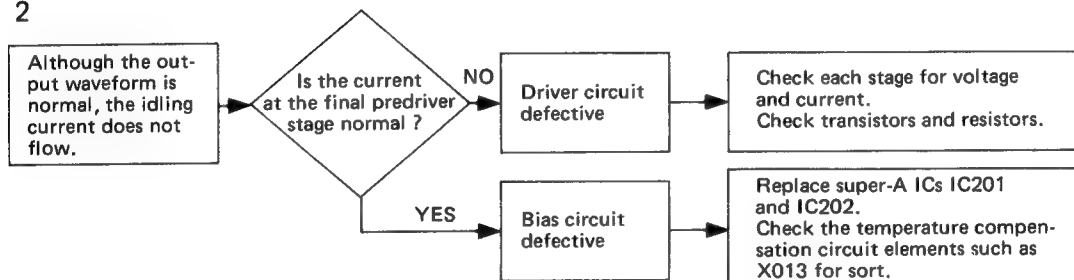 2
Although the out-
put waveform is
normal, the idling
current does not
flow.
Is the current
at the final predriver
stage normal ?
NO
Driver circuit
defective
Check each stage for voltage
and current.
Check transistors and resistors.
YES
Bias circuit
defective
Replace super-A ICs IC201
and IC202.
Check the temperature compen-
sation circuit elements such as
X013 for sort.